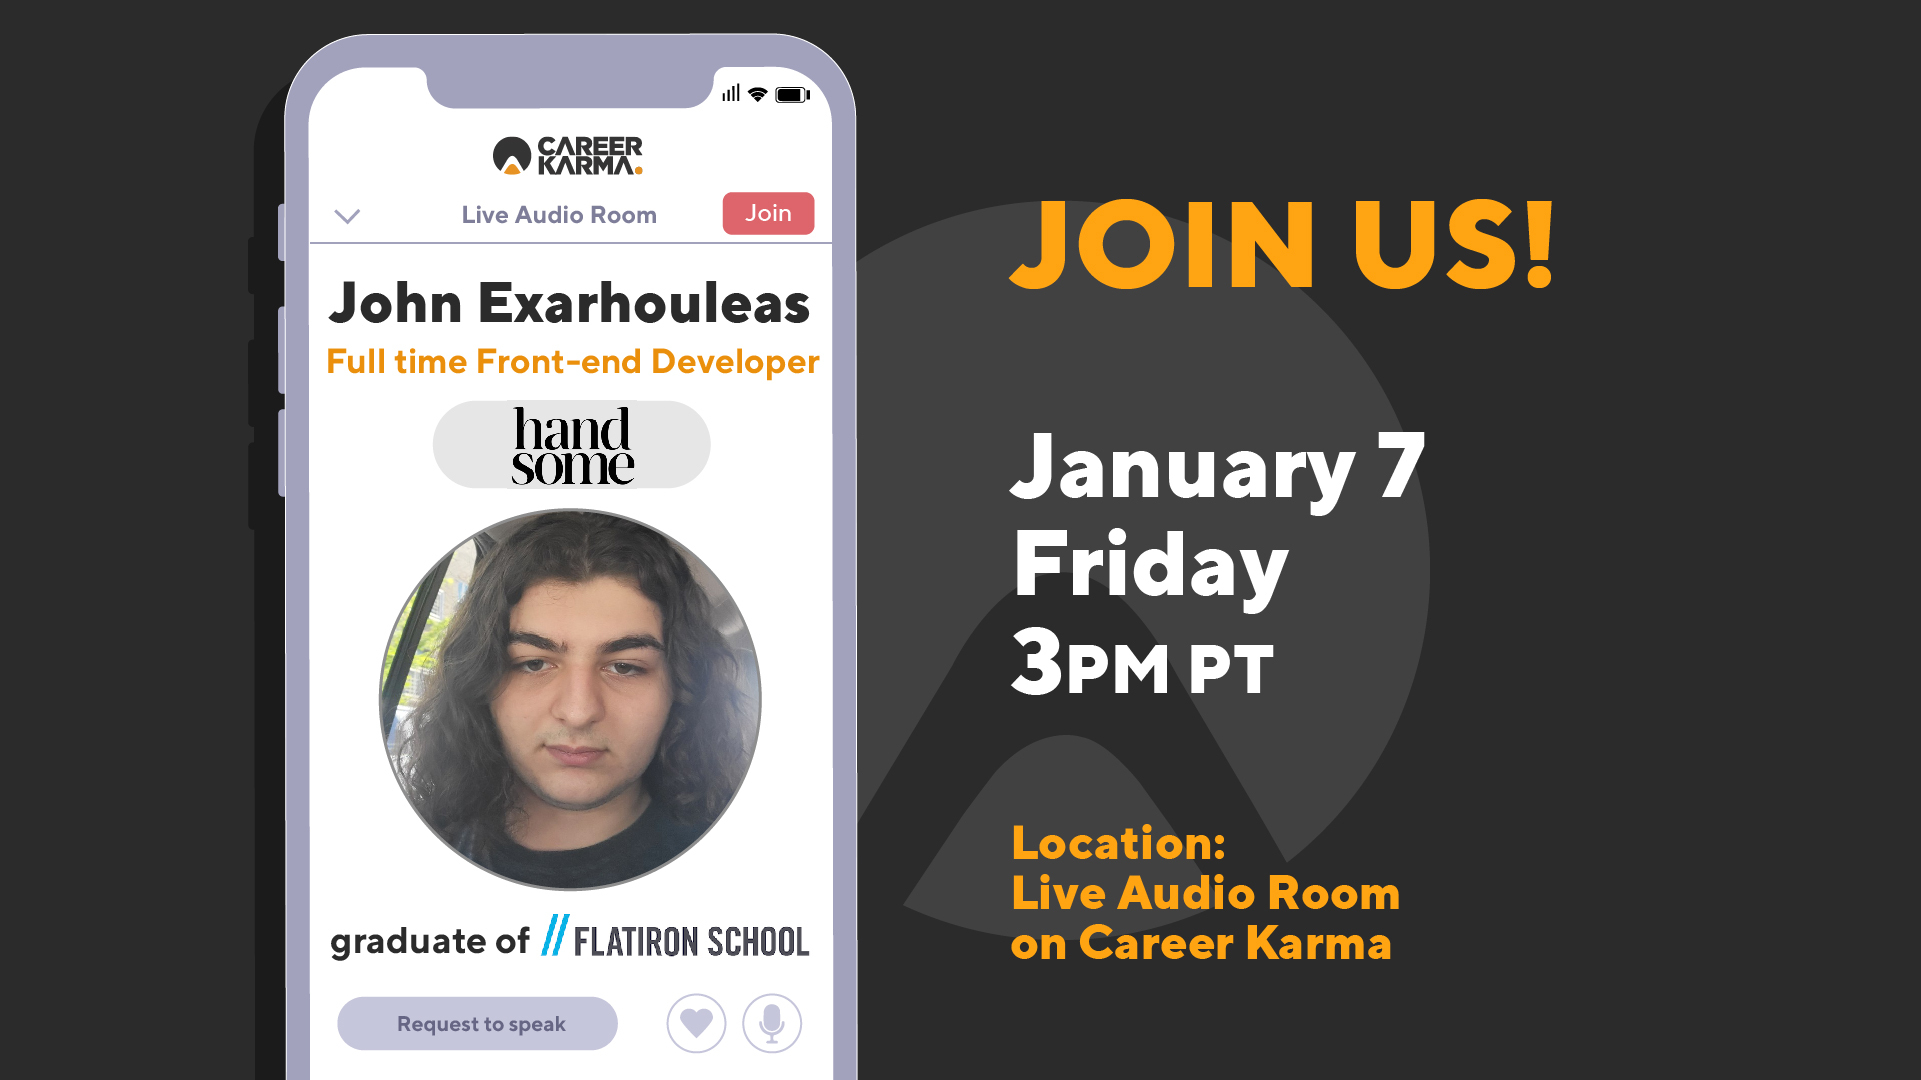 CAREER
KARMA.
Live Audio Room
Join
John Exarhouleas
Full time Front-end Developer
hand
some
graduate of // FLATIRON SCHOOL
Request to speak
JOIN US!
January 7
Friday
3PM PT
Location:
Live Audio Room
on Career Karma